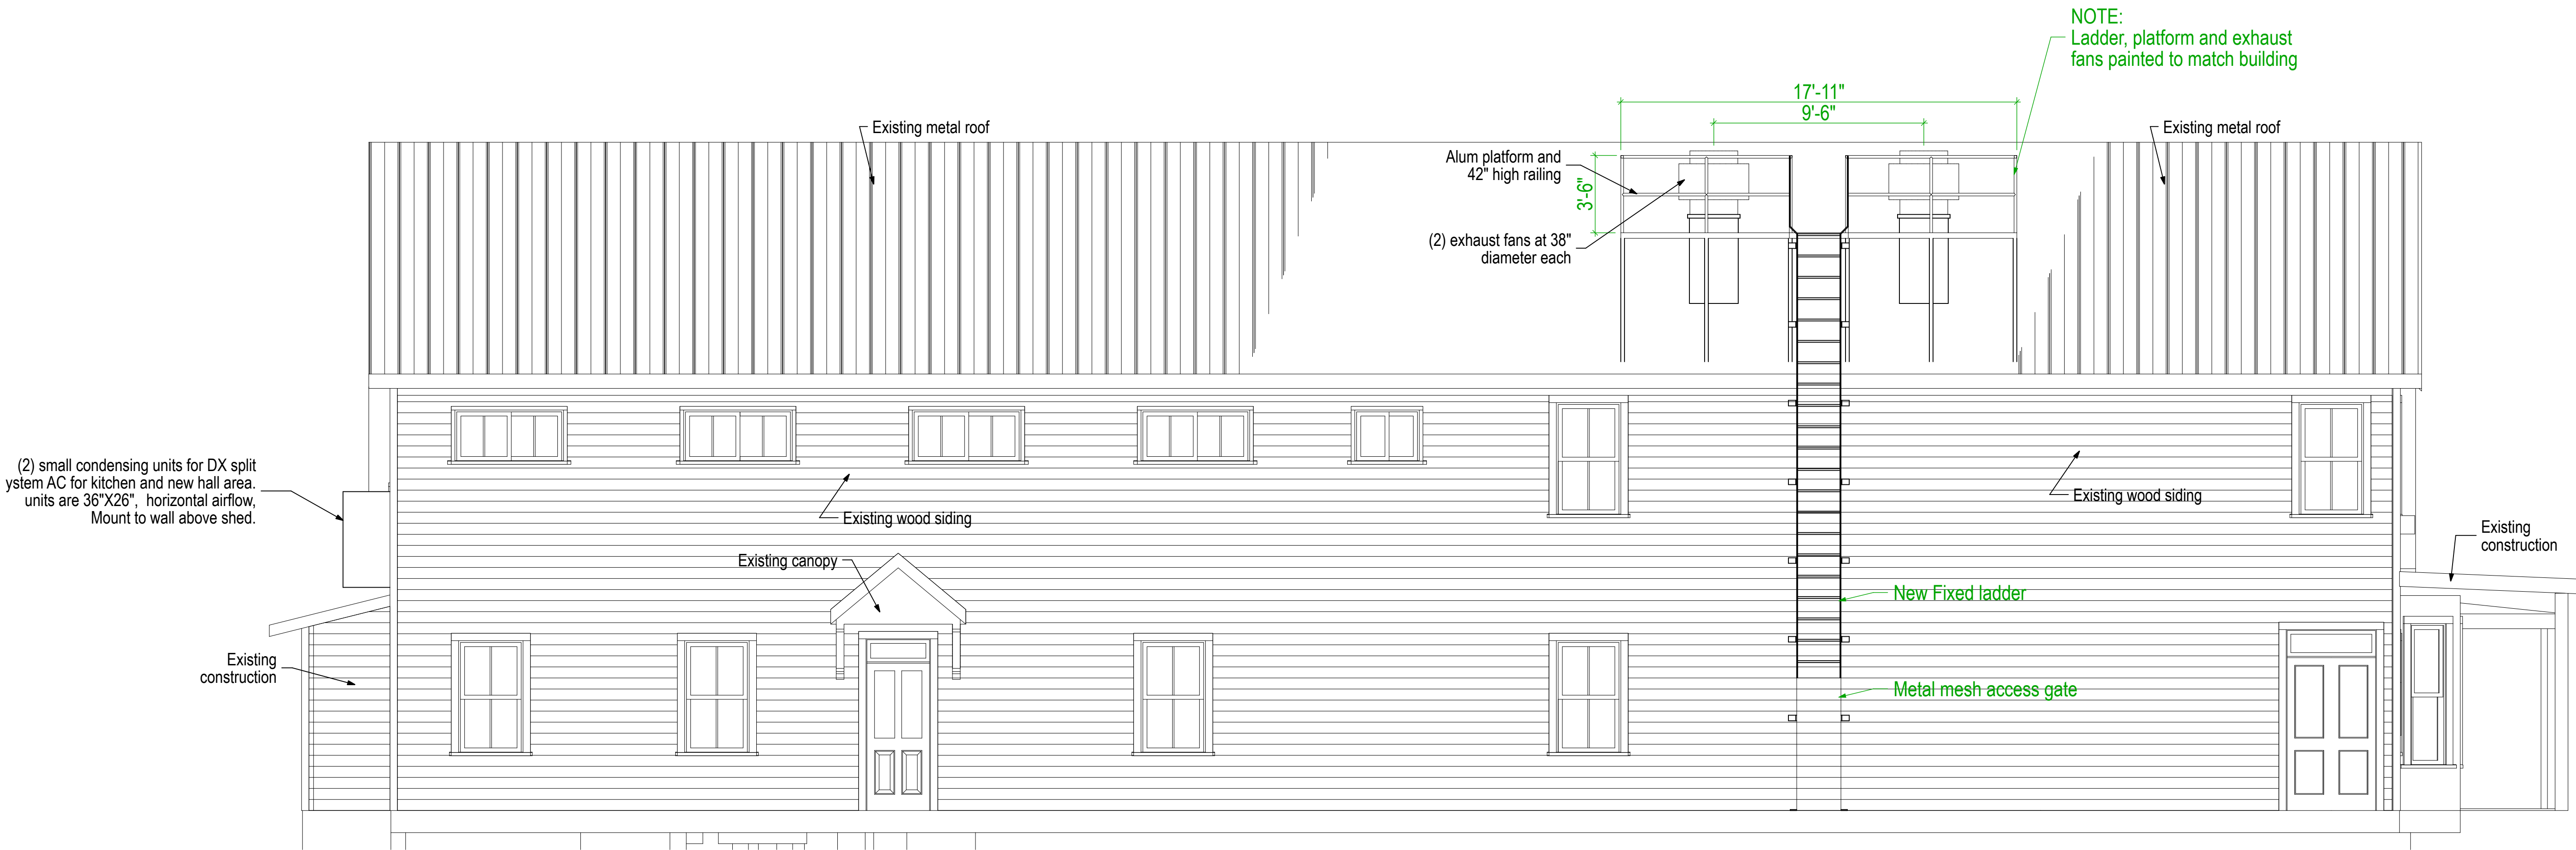 NOTE:
Ladder, platform and exhaust
fans painted to match building
17'-11"
9'-6"
Existing metal roof
Existing metal roof
Alum platform and
42" high railing
3'-6"
(2) exhaust fans at 38"
diameter each
(2) small condensing units for DX split
ystem AC for kitchen and new hall area.
units are 36"X26", horizontal airflow,
Mount to wall above shed.
Existing wood siding
Existing wood siding
Existing
construction
Existing canopy
New Fixed ladder
Existing
construction
Metal mesh access gate